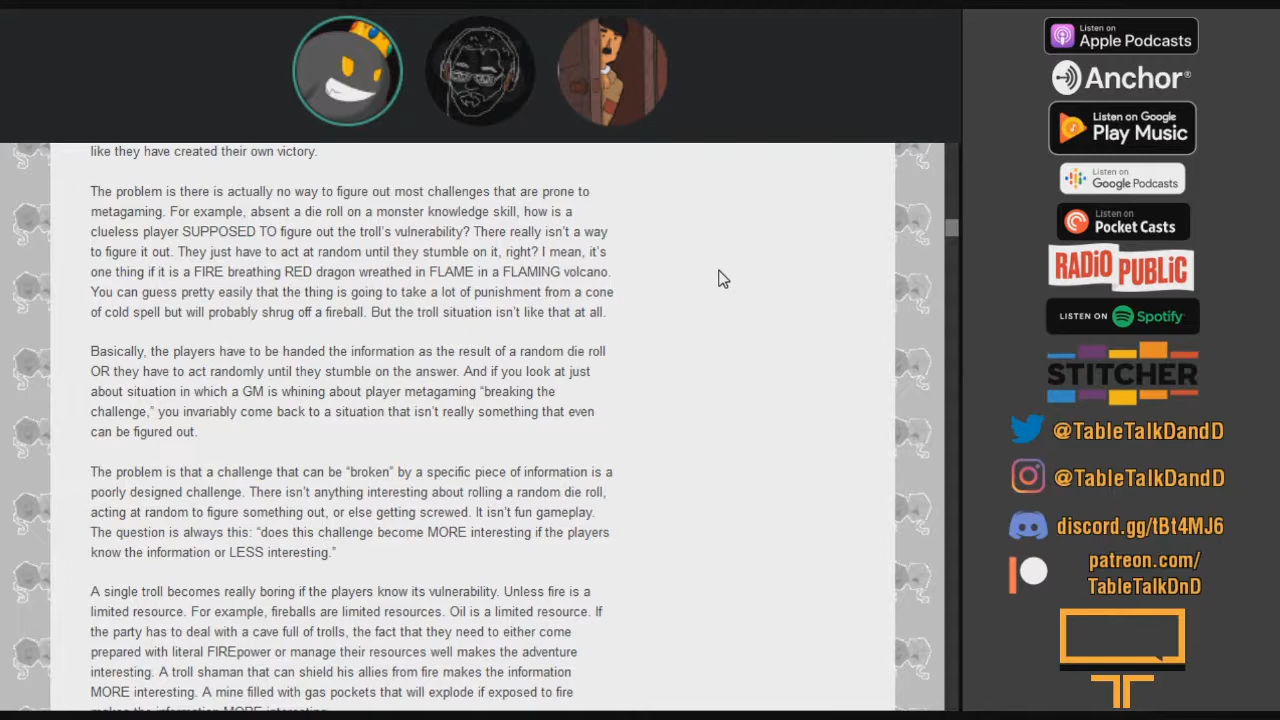 like they have created their own victory.
The problem is there is actually no way to figure out most challenges that are prone to
metagaming. For example, absent a die roll on a monster knowledge skill, how is a
clueless player SUPPOSED TO figure out the troll's vulnerability? There really isn't a way
to figure it out. They just have to act at random until they stumble on it, right? I mean, it's
one thing if it is a FIRE breathing RED dragon wreathed in FLAME in a FLAMING volcano.
You can guess pretty easily that the thing is going to take a lot of punishment from a cone
of cold spell but will probably shrug off a fireball. But the troll situation isn't like that at all.
Basically, the players have to be handed the information as the result of a random die roll
OR they have to act randomly until they stumble on the answer. And if you look at just
about situation in which a GM is whining about player metagaming “breaking the
challenge,” you invariably come back to a situation that isn't really something that even
can be figured out.
The problem is that a challenge that can be “broken” by a specific piece of information is a
poorly designed challenge. There isn't anything interesting about rolling a random die roll,
acting at random to figure something out, or else getting screwed. It isn't fun gameplay.
The question is always this: “does this challenge become MORE interesting if the players
know the information or LESS interesting.”
A single troll becomes really boring if the players know its vulnerability. Unless fire is a
limited resource. For example, fireballs are limited resources. Oil is a limited resource. If
the party has to deal with a cave full of trolls, the fact that they need to either come
prepared with literal FIREpower or manage their resources well makes the adventure
interesting. A troll shaman that can shield his allies from fire makes the information
MORE interesting. A mine filled with gas pockets that will explode if exposed to fire
makes the information MORE interesting.
Listen on
Apple Podcasts
Anchor®
Listen on Google
Play Music
Listen on
Google Podcasts
Listen on
Pocket Casts
RADIO PUBLIC
LISTEN ON Spotify
STITCHER
@TableTalkDandD
@TableTalkDandD
discord.gg/tBt4MJ6
patreon.com/
TableTalkDnD